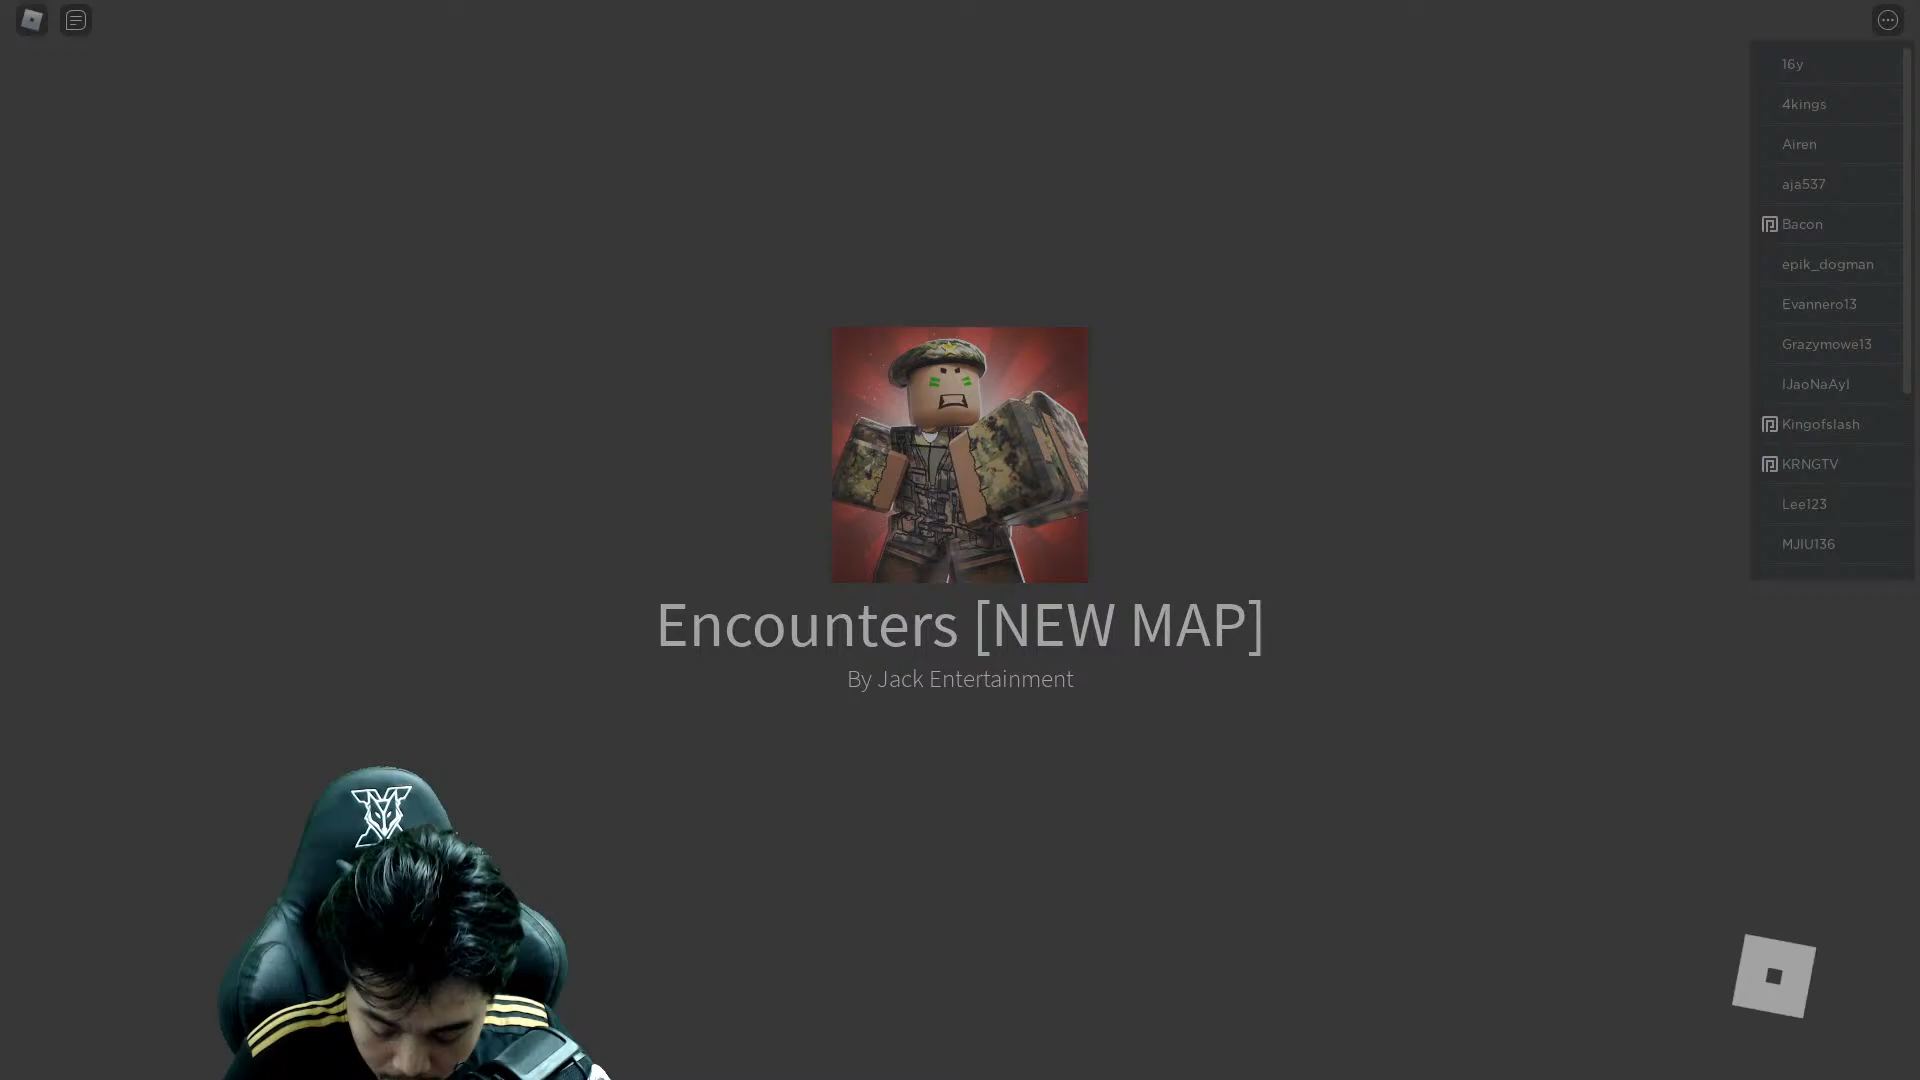 16y
4kings
Airen
aja537
Bacon
epik_dogman
Evannero13
Grazymowe13
IJaoNaAyI
Kingofslash
KRNGTV
Lee123
MJIU136
Encounters [NEW MAP]
By Jack Entertainment